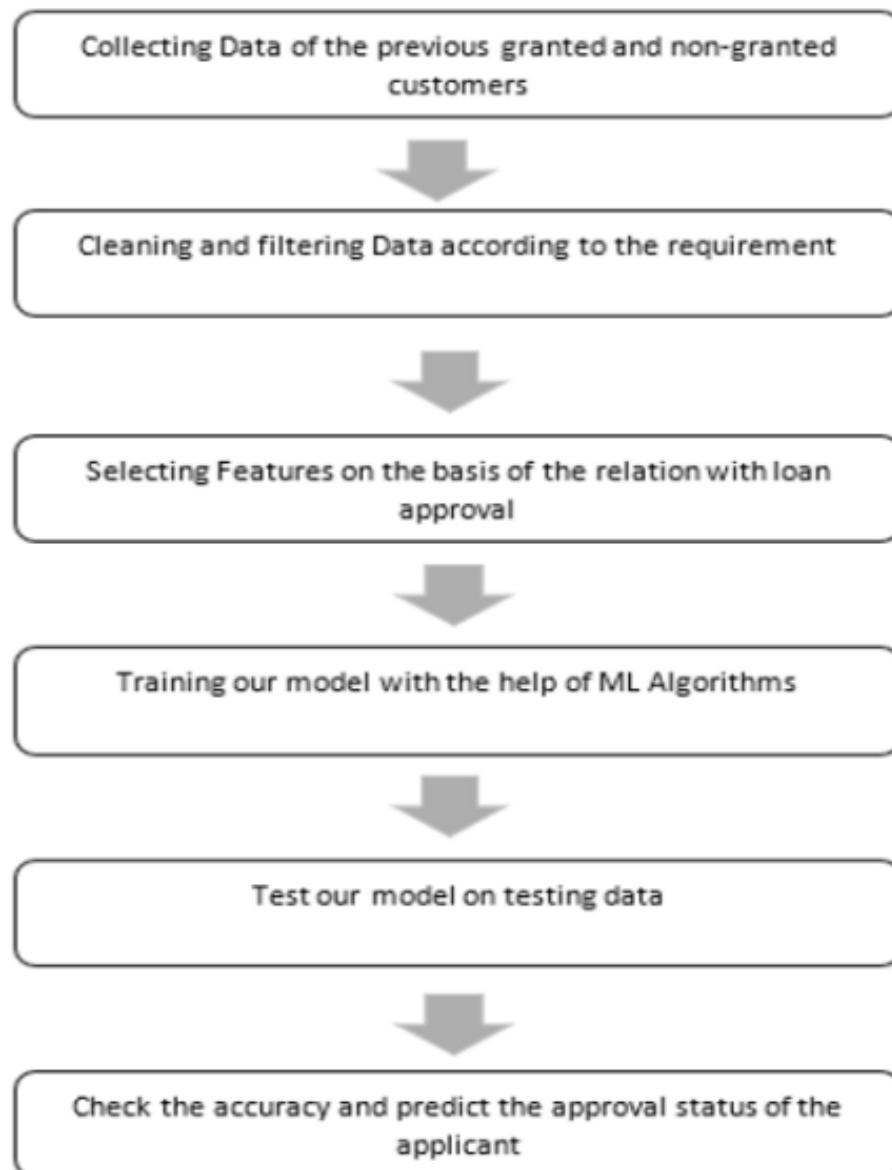 Collecting Data of the previous granted and non-granted
customers
Cleaning and filtering Data according to the requirement
Selecting Features on the basis of the relation with loan
approval
Training our model with the help of ML Algorithms
Test our model on testing data
Check the accuracy and predict the approval status of the
applicant